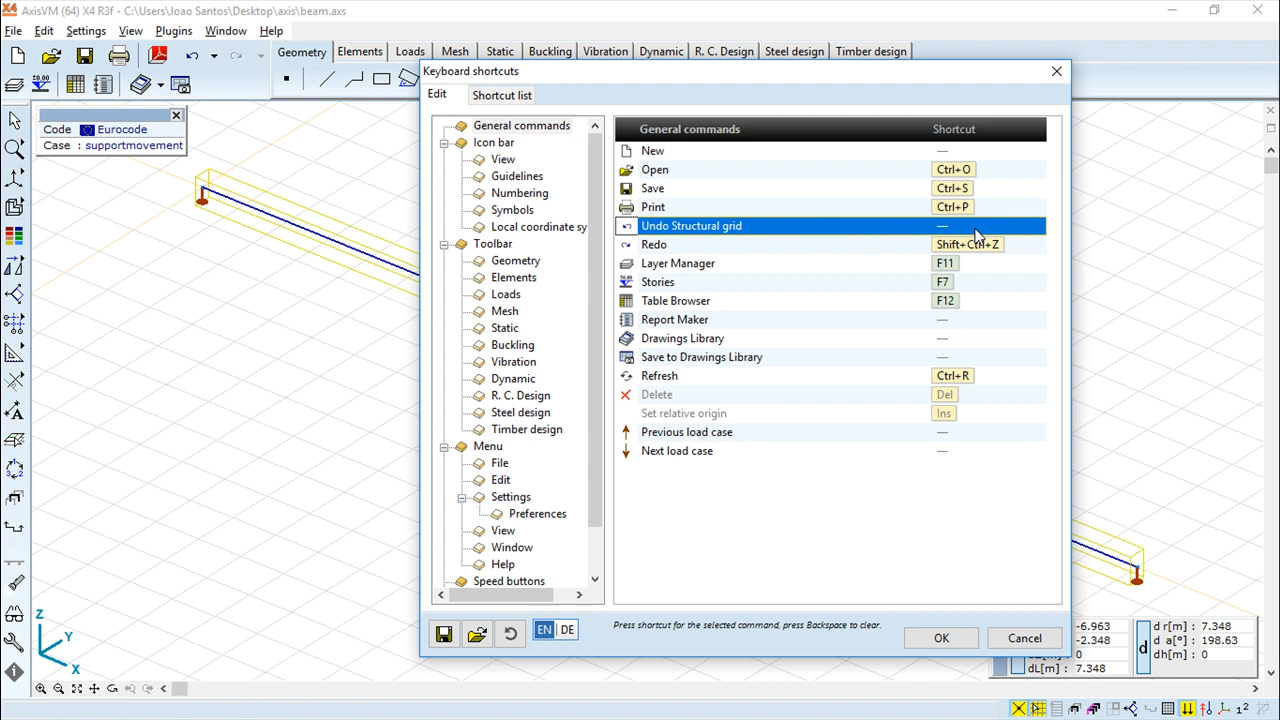 AxisVM (64) X4 R3f - C:\Users\Joao Santos\Desktop\axis\beam.axs
File Edit Settings View Plugins Window Help
Geometry Elements Loads Mesh Static Buckling Vibration Dynamic R. C. Design Steel design Timber design
Code Eurocode
Case : supportmovement
Keyboard shortcuts
Edit Shortcut list
General commands
Icon bar
View
Guidelines
Numbering
Symbols
Local coordinate sy
Toolbar
Geometry
Elements
Loads
Mesh
Static
Buckling
Vibration
Dynamic
R. C. Design
Steel design
Timber design
Menu
File
Edit
Settings
Preferences
View
Window
Help
Speed buttons
General commands Shortcut
New —
Open Ctrl+O
Save Ctrl+S
Print Ctrl+P
Undo Structural grid —
Redo Shift+Ctrl+Z
Layer Manager F11
Stories F7
Table Browser F12
Report Maker —
Drawings Library —
Save to Drawings Library —
Refresh Ctrl+R
Delete Del
Set relative origin Ins
Previous load case —
Next load case —
EN DE
Press shortcut for the selected command, press Backspace to clear.
OK Cancel
-6.963 d r[m] : 7.348
-2.348 d a[°] : 198.63
0 dh[m] : 0
dL[m] : 7.348
d
Z
Y
X